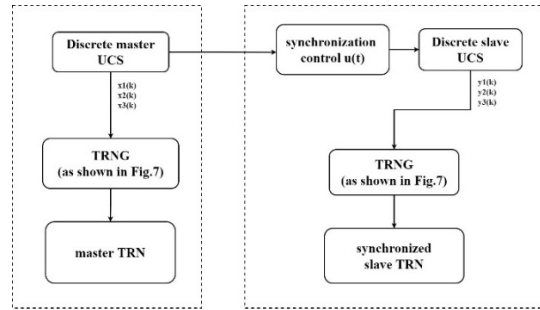 Discrete master
UCS
x1(k)
x2(k)
x3(k)
TRNG
(as shown in Fig.7)
master TRN
synchronization
control u(t)
Discrete slave
UCS
y1(k)
y2(k)
y3(k)
TRNG
(as shown in Fig.7)
synchronized
slave TRN